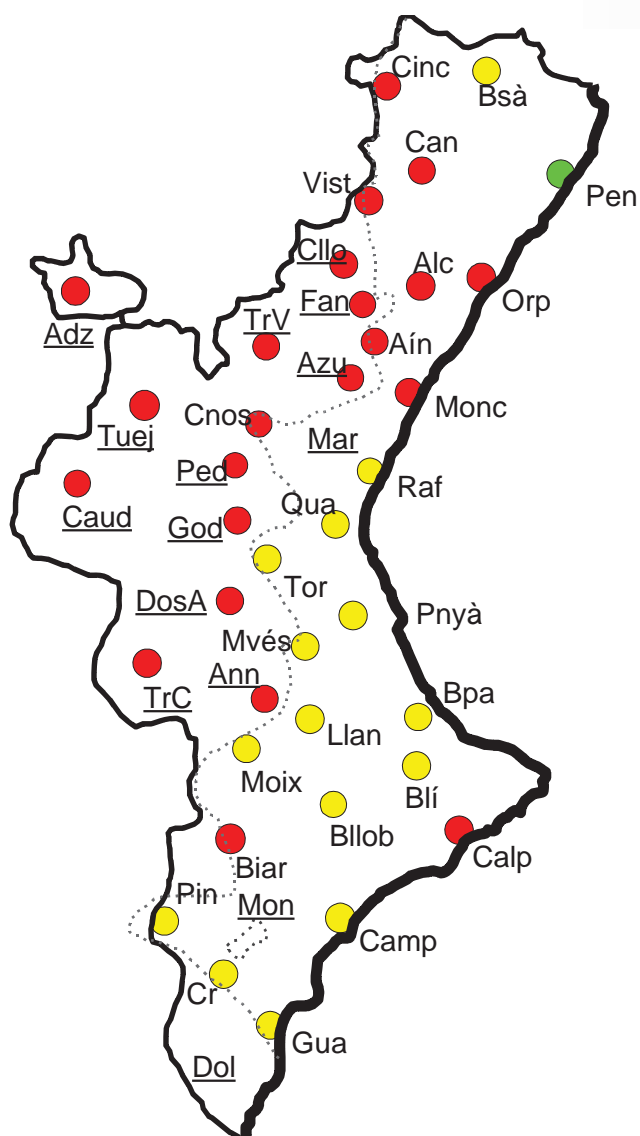 Cinc
Bsà
Can
Vist
Pen
Cllo
Alc
Fan
Orp
Adz
TrV
Aín
Azu
Monc
Cnos
Tuej
Mar
Ped
Raf
Caud
Qua
God
Tor
DosA
Pnyà
Mvés
Ann
TrC
Bpa
Llan
Moix
Blí
Bllob
Calp
Biar
Pin
Mon
Camp
Cr
Gua
Dol